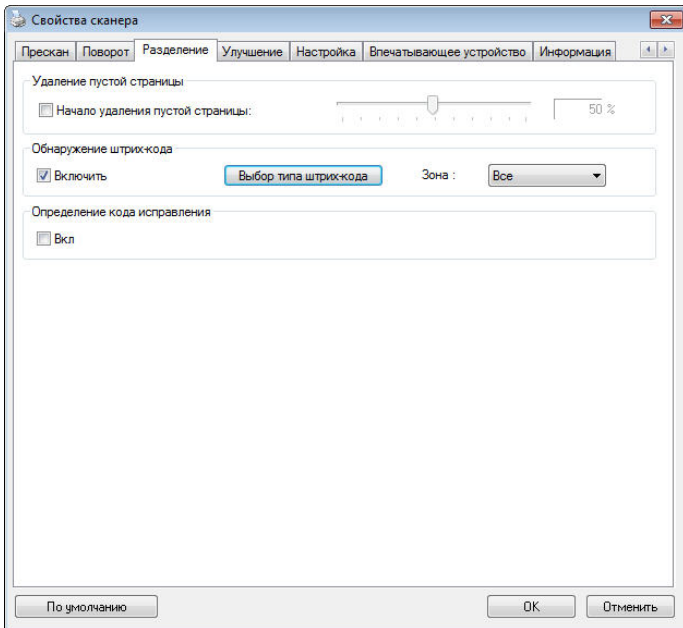 Свойства сканера
Прескан Поворот Разделение Улучшение Настройка Впечатывающее устройство Информация
Удаление пустой страницы
Начало удаления пустой страницы: 50 %
Обнаружение штрих-кода
Включить Выбор типа штрих-кода Зона : Все
Определение кода исправления
Вкл
По умолчанию OK Отменить